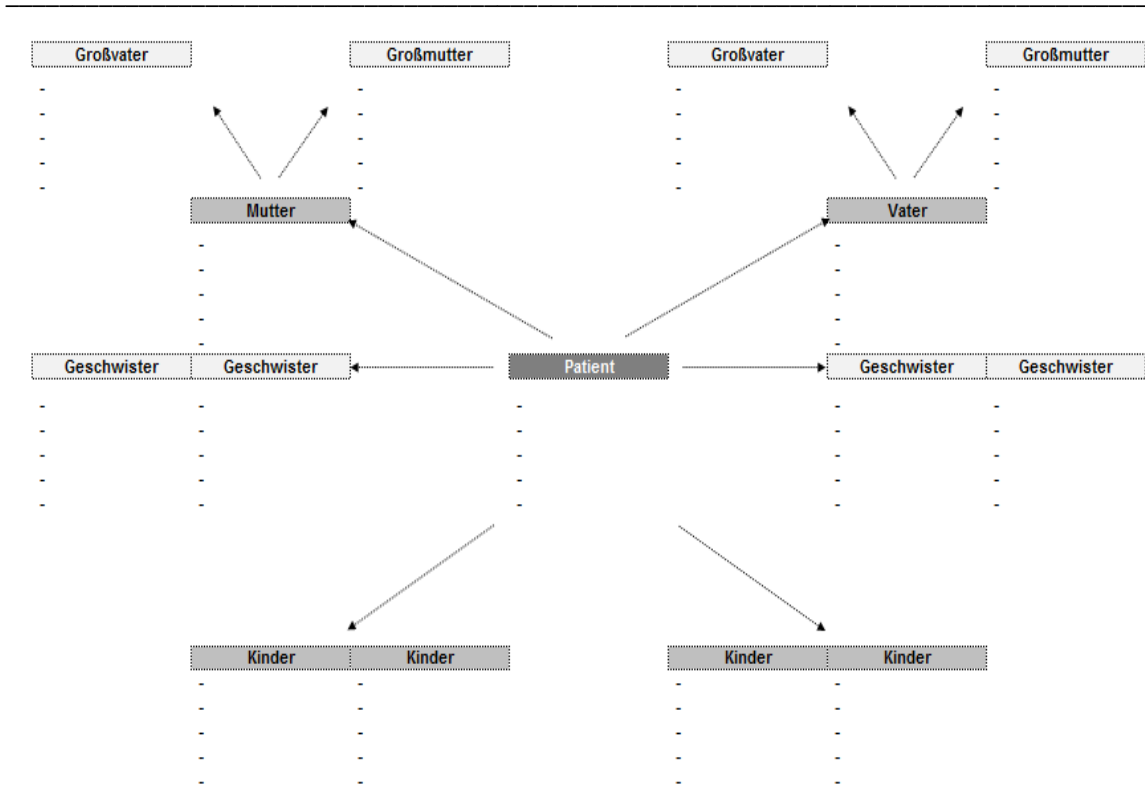 Großvater Großmutter Großvater Großmutter
- - - -
- - - -
- - - -
- - - -
- - - -
Mutter Vater
- -
- -
- -
- -
- -
Geschwister Geschwister Patient Geschwister Geschwister
- - - - -
- - - - -
- - - - -
- - - - -
- - - - -
Kinder Kinder Kinder Kinder
- - - -
- - - -
- - - -
- - - -
- - - -